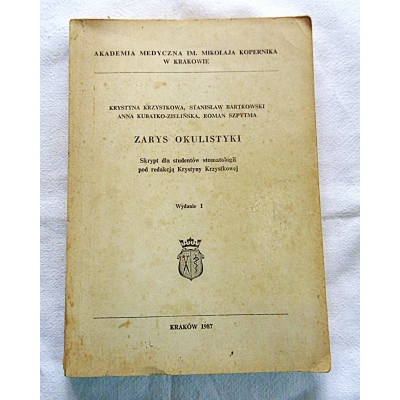 AKADEMIA MEDYCZNA IM. MIKOŁAJA KOPERNIKA
W KRAKOWIE
KRYSTYNA KRZYSTKOWA, STANISŁAW BARTKOWSKI
ANNA KUBATKO-ZIELIŃSKA, ROMAN SZPYTMA
ZARYS OKULISTYKI
Skrypt dla studentów stomatologii
pod redakcją Krystyny Krzystkowej
Wydanie I
KRAKÓW 1987